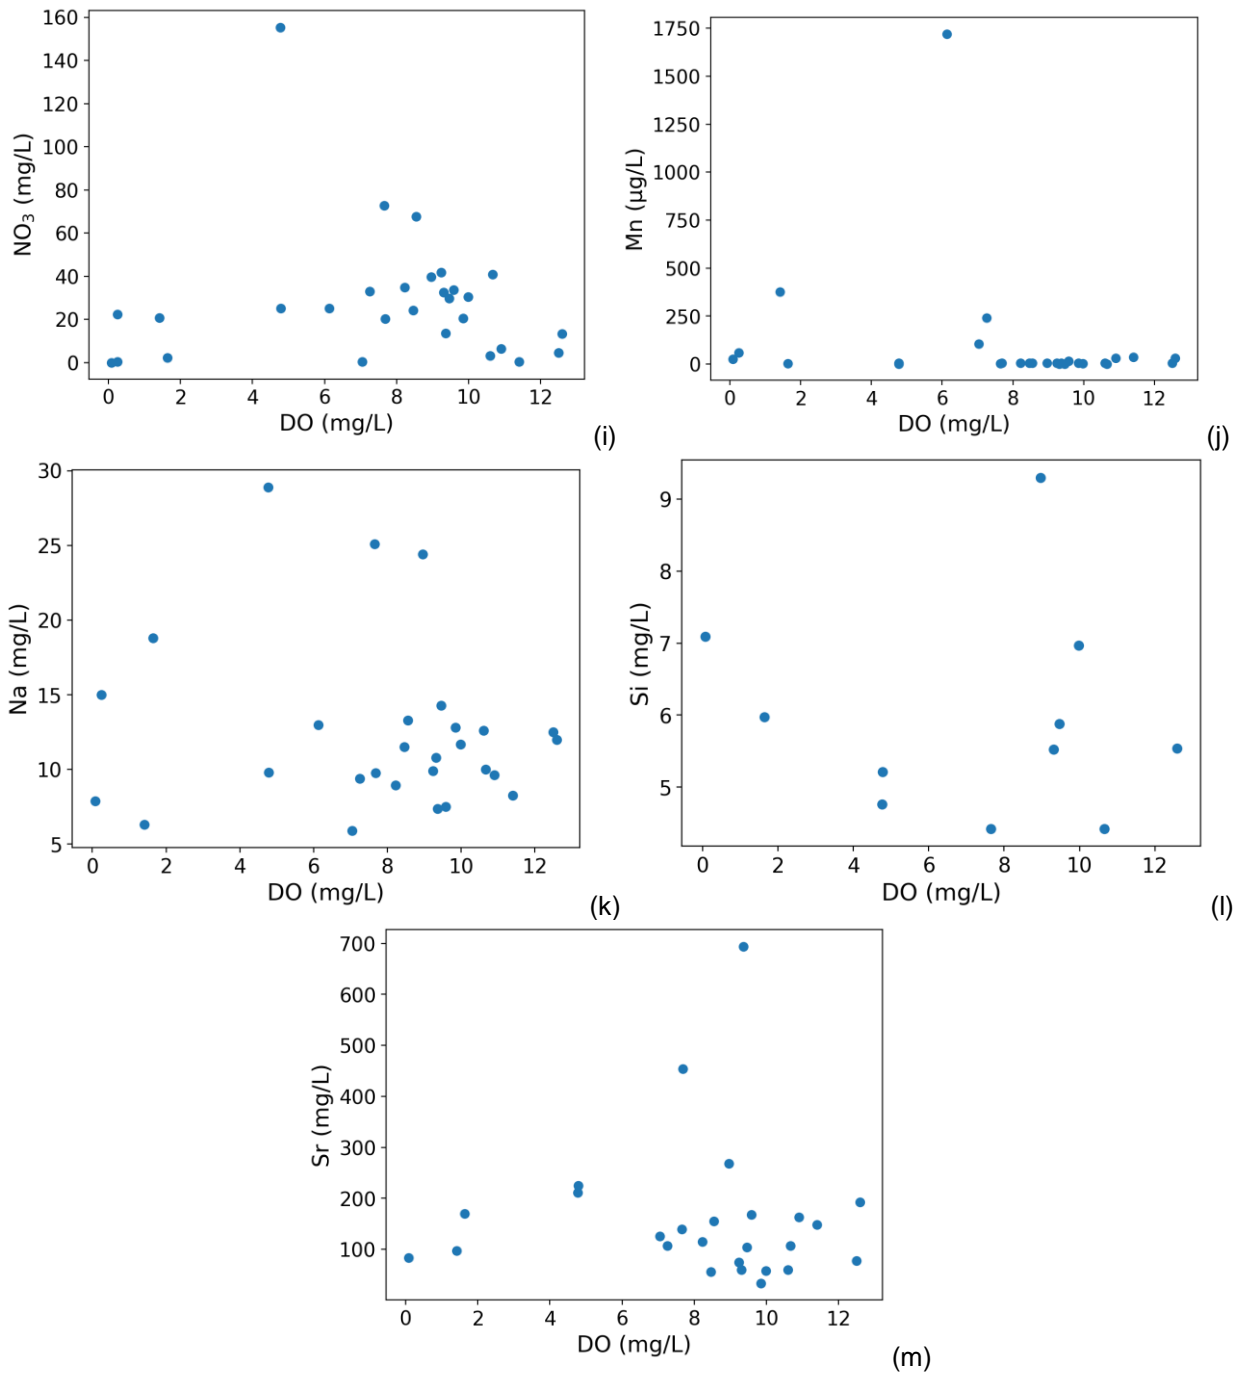 160
140
120
100
80
60
40
20
0
NO3 (mg/L)
0 2 4 6 8 10 12
DO (mg/L)
(i)
1750
1500
1250
1000
750
500
250
0
Mn (µg/L)
0 2 4 6 8 10 12
DO (mg/L)
(j)
30
25
20
15
10
5
Na (mg/L)
0 2 4 6 8 10 12
DO (mg/L)
(k)
9
8
7
6
5
Si (mg/L)
0 2 4 6 8 10 12
DO (mg/L)
(l)
700
600
500
400
300
200
100
Sr (mg/L)
0 2 4 6 8 10 12
DO (mg/L)
(m)